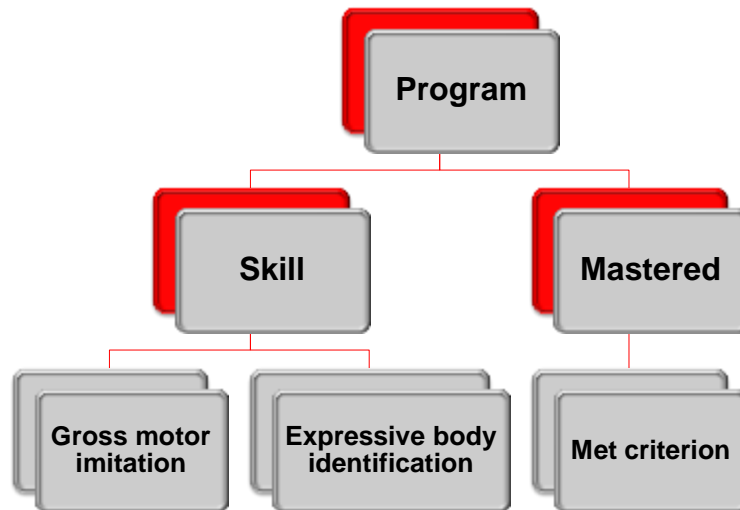 Program
Skill
Mastered
Gross motor
imitation
Expressive body
identification
Met criterion